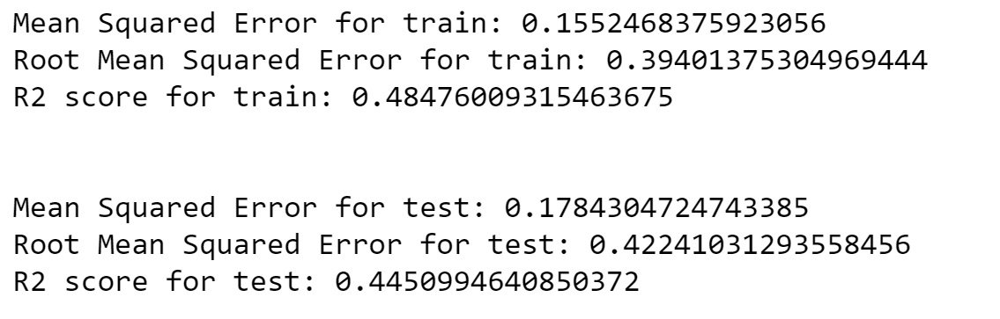 Mean Squared Error for train: 0.1552468375923056
Root Mean Squared Error for train: 0.39401375304969444
R2 score for train: 0.48476009315463675
Mean Squared Error for test: 0.1784304724743385
Root Mean Squared Error for test: 0.42241031293558456
R2 score for test: 0.4450994640850372